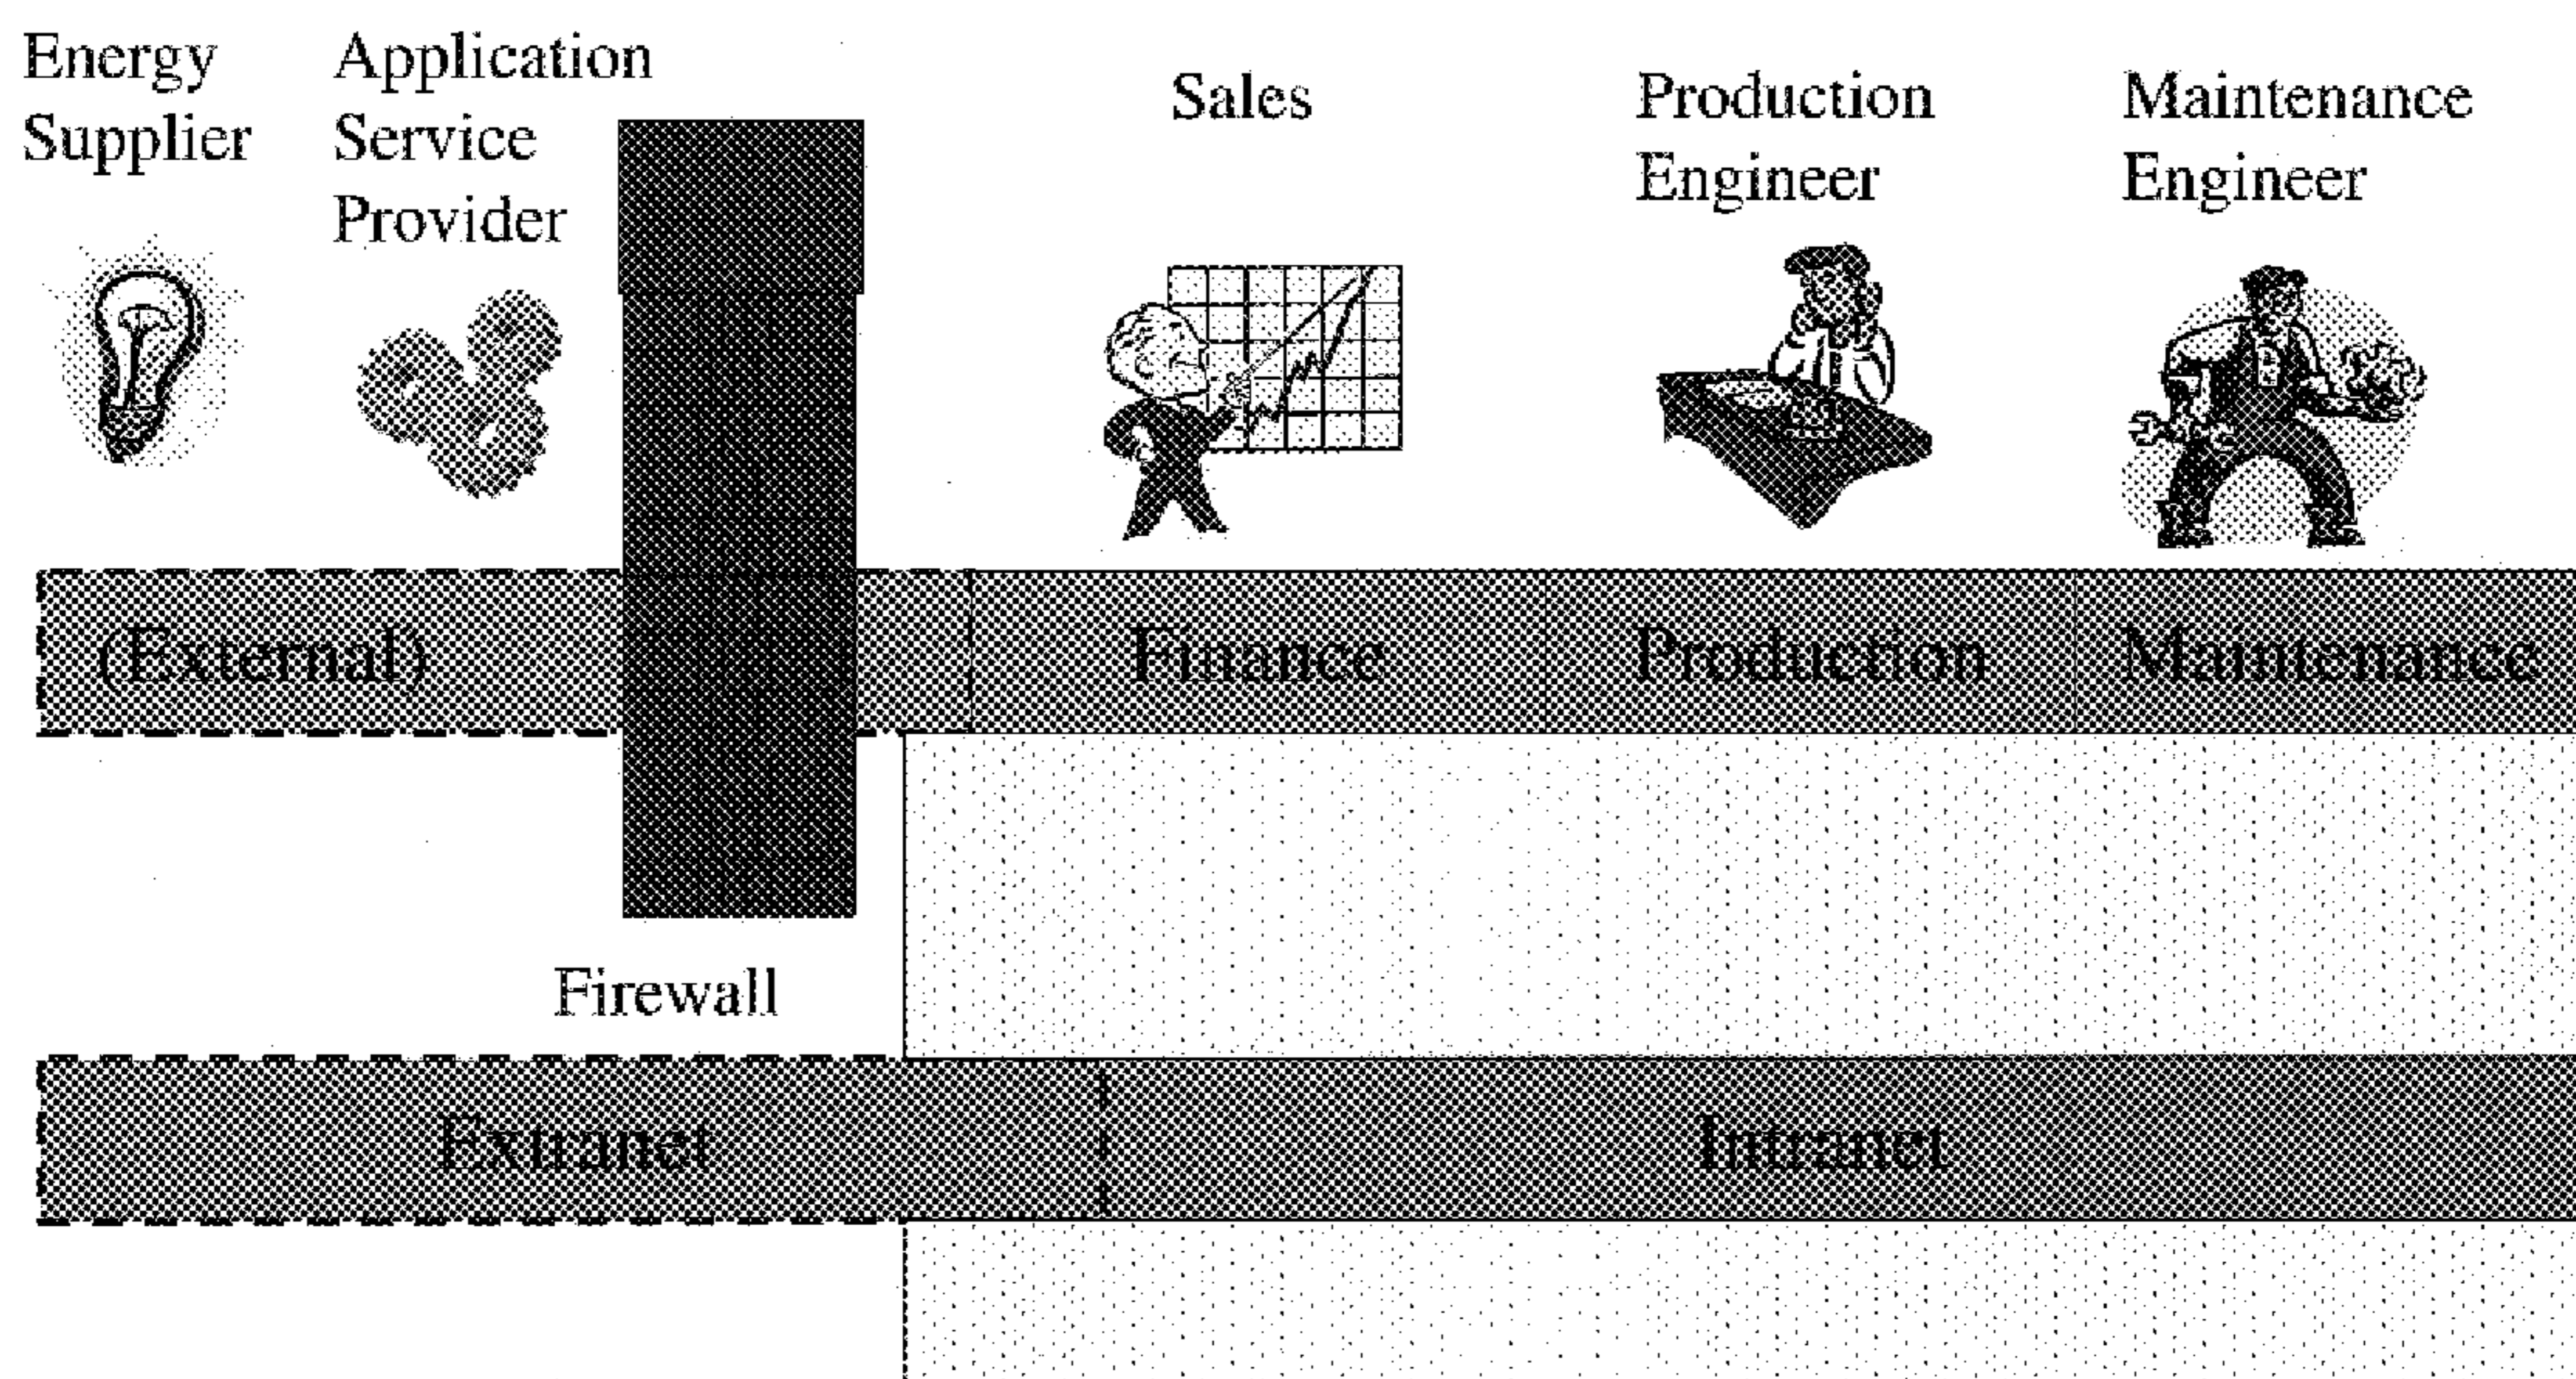 Energy
Supplier
Application
Service
Provider
Sales
Production
Engineer
Maintenance
Engineer
(External)
Finance
Production
Maintenance
Firewall
Extranet
Intranet